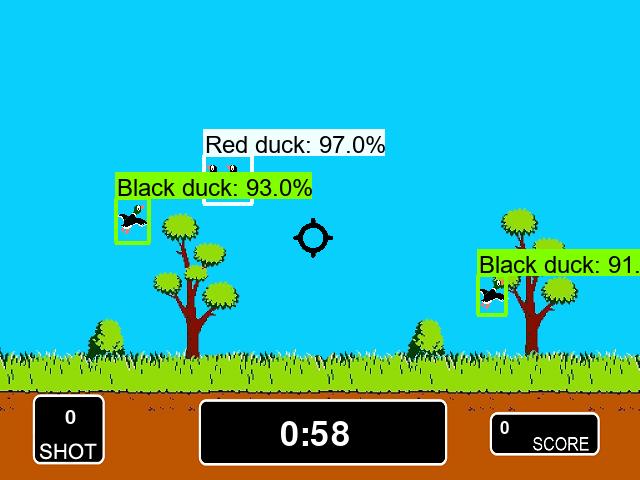 Red duck: 97.0%
Black duck: 93.0%
Black duck: 91.
0
SHOT
0:58
0
SCORE